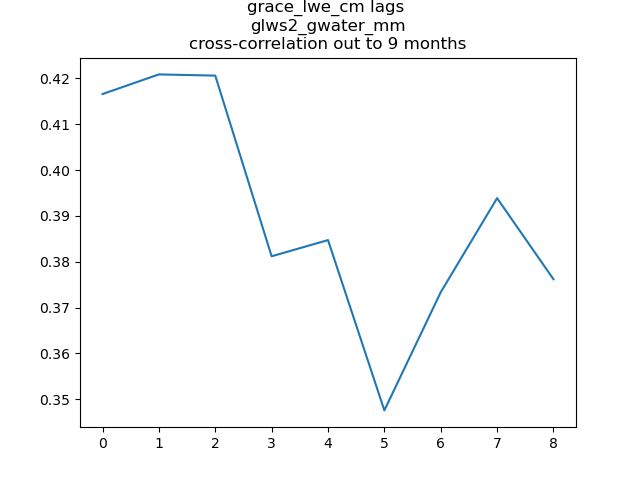 grace_lwe_cm lags
glws2_gwater_mm
cross-correlation out to 9 months
0.42
0.41
0.40
0.39
0.38
0.37
0.36
0.35
0 1 2 3 4 5 6 7 8